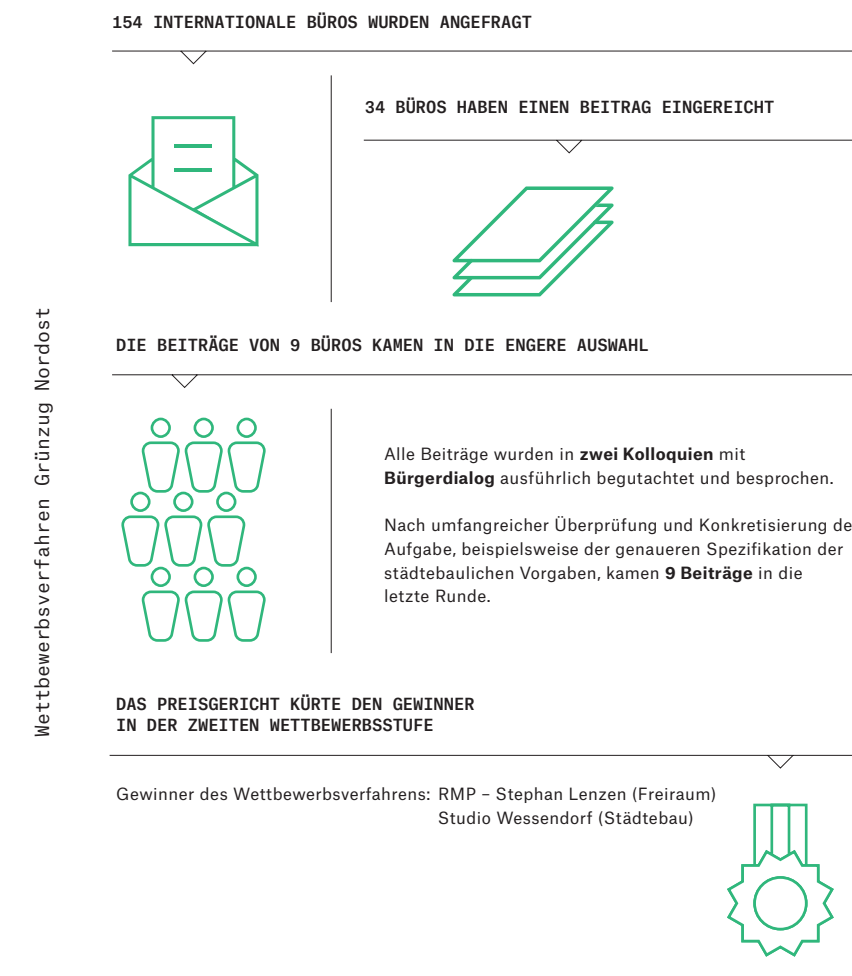 154 INTERNATIONALE BÜROS WURDEN ANGEFRAGT
34 BÜROS HABEN EINEN BEITRAG EINGEREICHT
Wettbewerbsverfahren Grünzug Nordost
DIE BEITRÄGE VON 9 BÜROS KAMEN IN DIE ENGERE AUSWAHL
Alle Beiträge wurden in zwei Kolloquien mit
Bürgerdialog ausführlich begutachtet und besprochen.
Nach umfangreicher Überprüfung und Konkretisierung de
Aufgabe, beispielsweise der genaueren Spezifikation der
städtebaulichen Vorgaben, kamen 9 Beiträge in die
letzte Runde.
DAS PREISGERICHT KÜRTE DEN GEWINNER
IN DER ZWEITEN WETTBEWERBSSTUFE
Gewinner des Wettbewerbsverfahrens: RMP – Stephan Lenzen (Freiraum)
Studio Wessendorf (Städtebau)